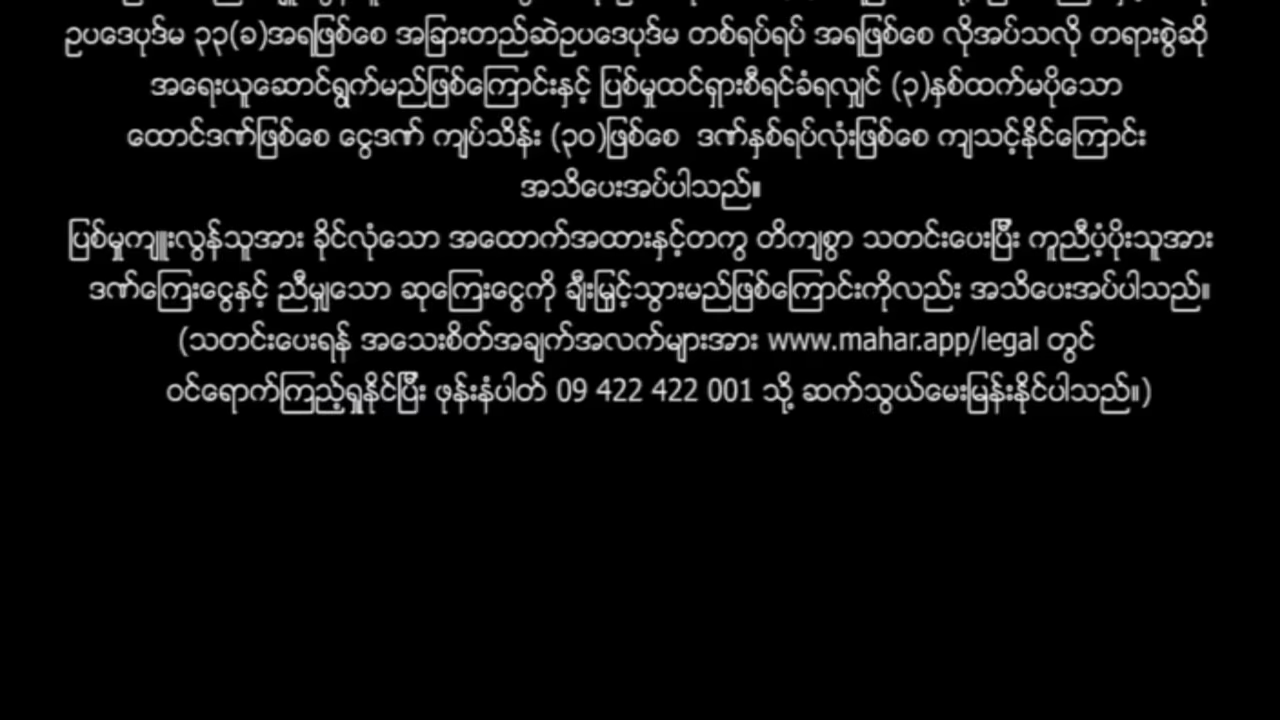 ဥပဒေပုဒ်မ ၃၃(ခ)အရဖြစ်စေ အခြားတည်ဆဲဥပဒေပုဒ်မ တစ်ရပ်ရပ် အရဖြစ်စေ လိုအပ်သလို တရားစွဲဆို
အရေးယူဆောင်ရွက်မည်ဖြစ်ကြောင်းနှင့် ပြစ်မှုထင်ရှားစီရင်ခံရလျှင် (၃)နှစ်ထက်မပိုသော
ထောင်ဒဏ်ဖြစ်စေ ငွေဒဏ် ကျပ်သိန်း (၃၀)ဖြစ်စေ ဒဏ်နှစ်ရပ်လုံးဖြစ်စေ ကျသင့်နိုင်ကြောင်း
အသိပေးအပ်ပါသည်။
ပြစ်မှုကျူးလွန်သူအား ခိုင်လုံသော အထောက်အထားနှင့်တကွ တိကျစွာ သတင်းပေးပြီး ကူညီပံ့ပိုးသူအား
ဒဏ်ကြေးငွေနှင့် ညီမျှသော ဆုကြေးငွေကို ချီးမြှင့်သွားမည်ဖြစ်ကြောင်းကိုလည်း အသိပေးအပ်ပါသည်။
(သတင်းပေးရန် အသေးစိတ်အချက်အလက်များအား www.mahar.app/legal တွင်
ဝင်ရောက်ကြည့်ရှုနိုင်ပြီး ဖုန်းနံပါတ် 09 422 422 001 သို့ ဆက်သွယ်မေးမြန်းနိုင်ပါသည်။)